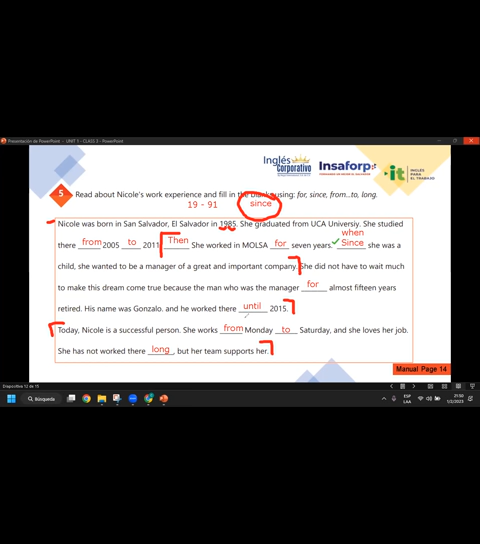 Presentación de PowerPoint - UNIT 1 - CLASS 3 - PowerPoint
Inglés Corporativo
Insaforp
it INGLÉS PARA EL TRABAJO
5 Read about Nicole's work experience and fill in the blank using: for, since, from...to, long.
19 - 91 since
Nicole was born in San Salvador, El Salvador in 1985. She graduated from UCA Universiy. She studied
when
there from 2005 to 2011 Then She worked in MOLSA for seven years. Since she was a
child, she wanted to be a manager of a great and important company. She did not have to wait much
to make this dream come true because the man who was the manager for almost fifteen years
retired. His name was Gonzalo. and he worked there until 2015.
Today, Nicole is a successful person. She works from Monday to Saturday, and she loves her job.
She has not worked there long, but her team supports her.
Manual Page 14
Diapositiva 12 de 15
Búsqueda
ESP
LAA
21:50
1/2/2023